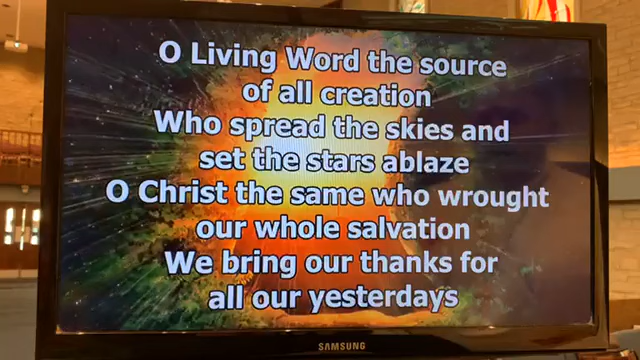 O Living Word the source
of all creation
Who spread the skies and
set the stars ablaze
O Christ the same who wrought
our whole salvation
We bring our thanks for
all our yesterdays
SAMSUNG